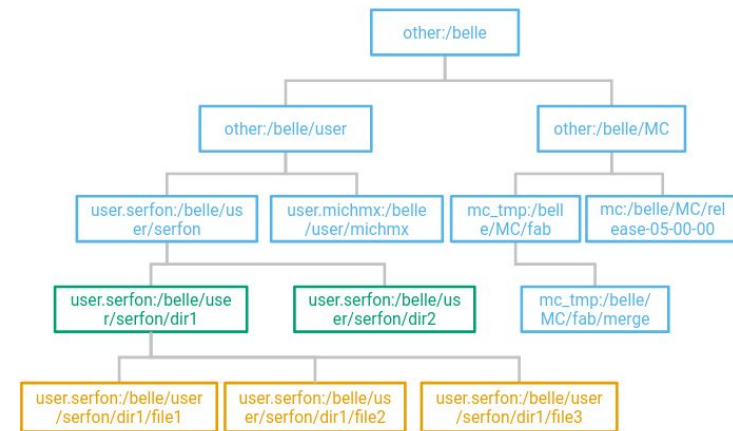 other:/belle
other:/belle/user
other:/belle/MC
user.serfon:/belle/us
er/serfon
user.michmx:/belle
/user/michmx
mc_tmp:/bell
e/MC/fab
mc:/belle/MC/rel
ease-05-00-00
user.serfon:/belle/use
r/serfon/dir1
user.serfon:/belle/us
er/serfon/dir2
mc_tmp:/belle/
MC/fab/merge
user.serfon:/belle/user
/serfon/dir1/file1
user.serfon:/belle/us
er/serfon/dir1/file2
user.serfon:/belle/user
/serfon/dir1/file3